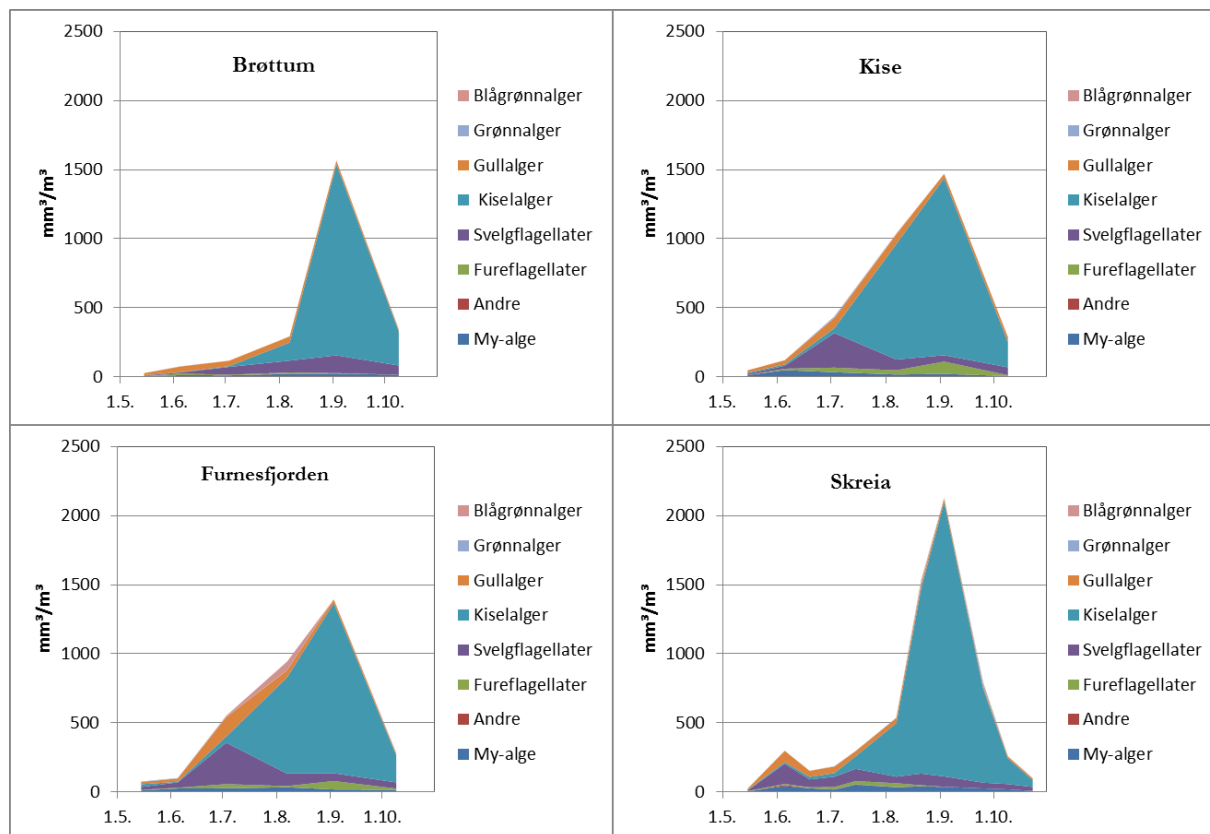 Brøttum
2500
2000
1500
1000
500
0
mm³/m³
1.5. 1.6. 1.7. 1.8. 1.9. 1.10.
Blågrønnalger
Grønnalger
Gullalger
Kiselalger
Svelgflagellater
Fureflagellater
Andre
My-alge
Kise
2500
2000
1500
1000
500
0
mm³/m³
1.5. 1.6. 1.7. 1.8. 1.9. 1.10.
Blågrønnalger
Grønnalger
Gullalger
Kiselalger
Svelgflagellater
Fureflagellater
Andre
My-alge
Furnesfjorden
2500
2000
1500
1000
500
0
mm³/m³
1.5. 1.6. 1.7. 1.8. 1.9. 1.10.
Blågrønnalger
Grønnalger
Gullalger
Kiselalger
Svelgflagellater
Fureflagellater
Andre
My-alge
Skreia
2500
2000
1500
1000
500
0
mm³/m³
1.5. 1.6. 1.7. 1.8. 1.9. 1.10.
Blågrønnalger
Grønnalger
Gullalger
Kiselalger
Svelgflagellater
Fureflagellater
Andre
My-alger